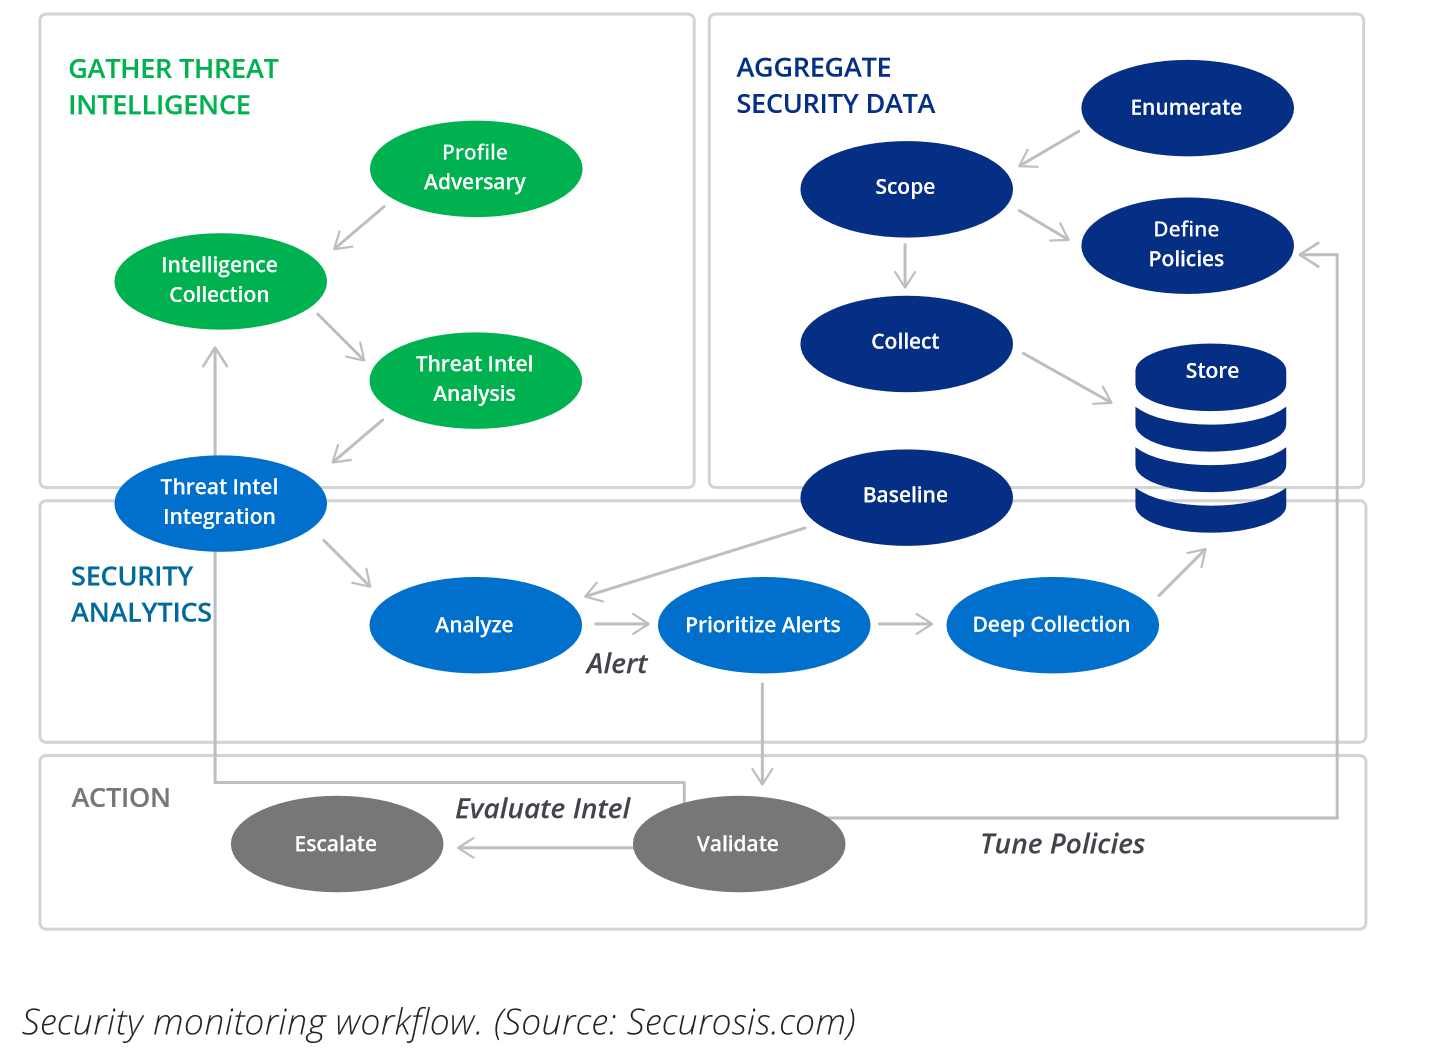 GATHER THREAT
INTELLIGENCE
Profile
Adversary
Intelligence
Collection
Threat Intel
Analysis
Threat Intel
Integration
AGGREGATE
SECURITY DATA
Enumerate
Scope
Define
Policies
Collect
Store
Baseline
SECURITY
ANALYTICS
Analyze
Alert
Prioritize Alerts
Deep Collection
ACTION
Escalate
Evaluate Intel
Validate
Tune Policies
Security monitoring workflow. (Source: Securosis.com)